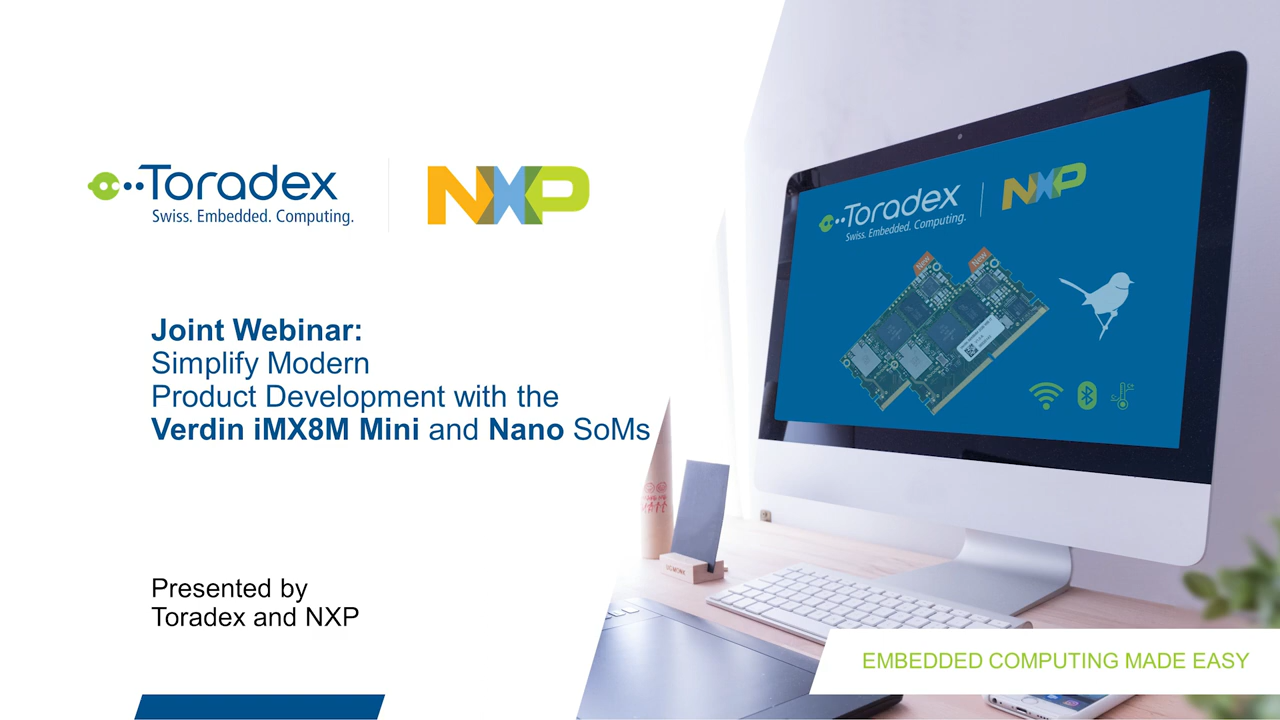 Toradex
Swiss. Embedded. Computing.
NXP
Joint Webinar:
Simplify Modern
Product Development with the
Verdin iMX8M Mini and Nano SoMs
Presented by
Toradex and NXP
Toradex
Swiss. Embedded. Computing.
NXP
New
New
EMBEDDED COMPUTING MADE EASY